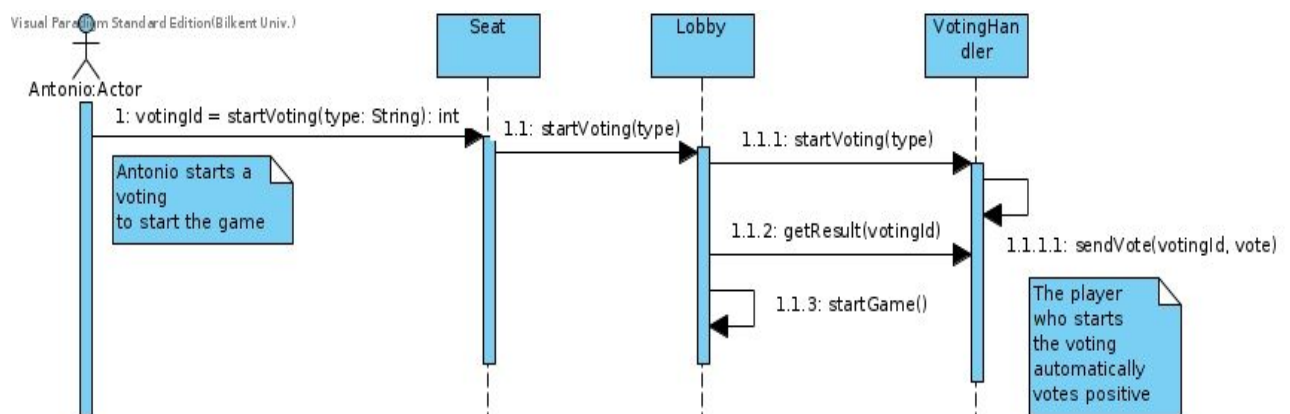 Visual Paradigm Standard Edition(Bilkent Univ.)
Seat
Lobby
VotingHan
dler
Antonio:Actor
1: votingId = startVoting(type: String): int
1.1: startVoting(type)
1.1.1: startVoting(type)
Antonio starts a
voting
to start the game
1.1.2: getResult(votingId)
1.1.1.1: sendVote(votingId, vote)
1.1.3: startGame()
The player
who starts
the voting
automatically
votes positive